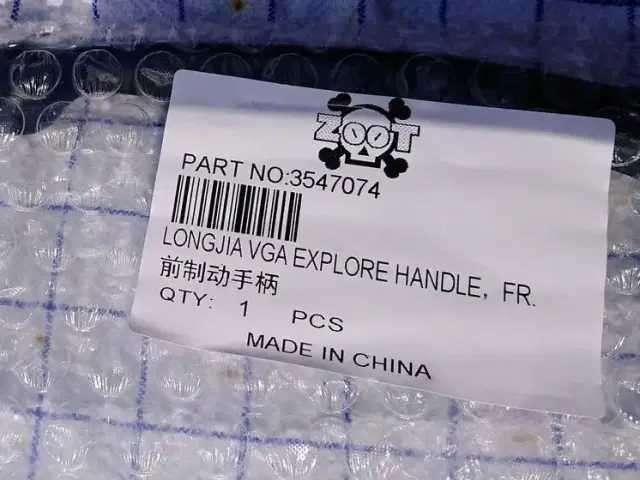 ZOOT
PART NO:3547074
LONGJIA VGA EXPLORE HANDLE, FR.
前制动手柄
QTY: 1 PCS
MADE IN CHINA